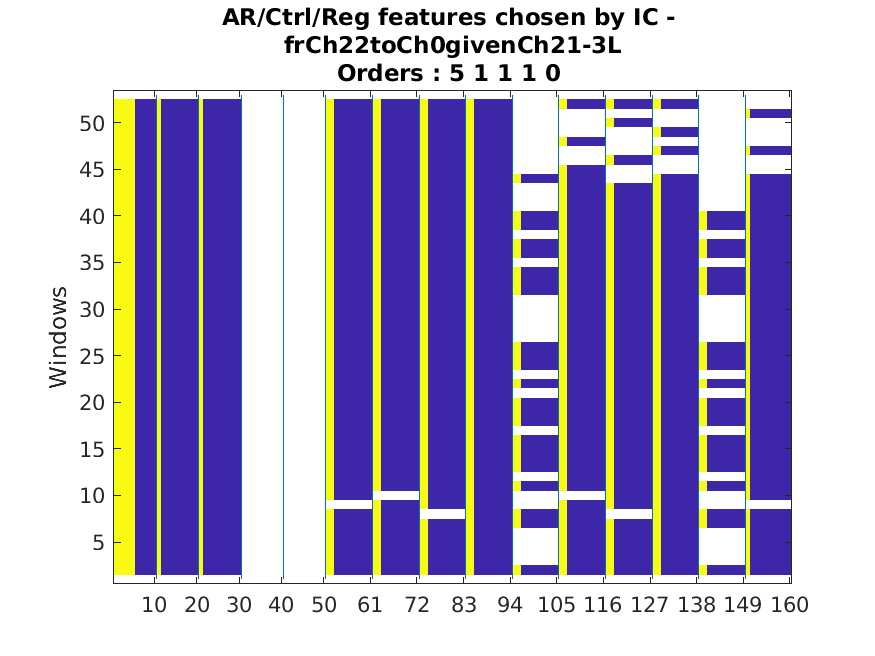 AR/Ctrl/Reg features chosen by IC -
frCh22toCh0givenCh21-3L
Orders : 5 1 1 1 0
50
45
40
35
30
25
20
15
10
5
Windows
10 20 30 40 50 61 72 83 94 105 116 127 138 149 160